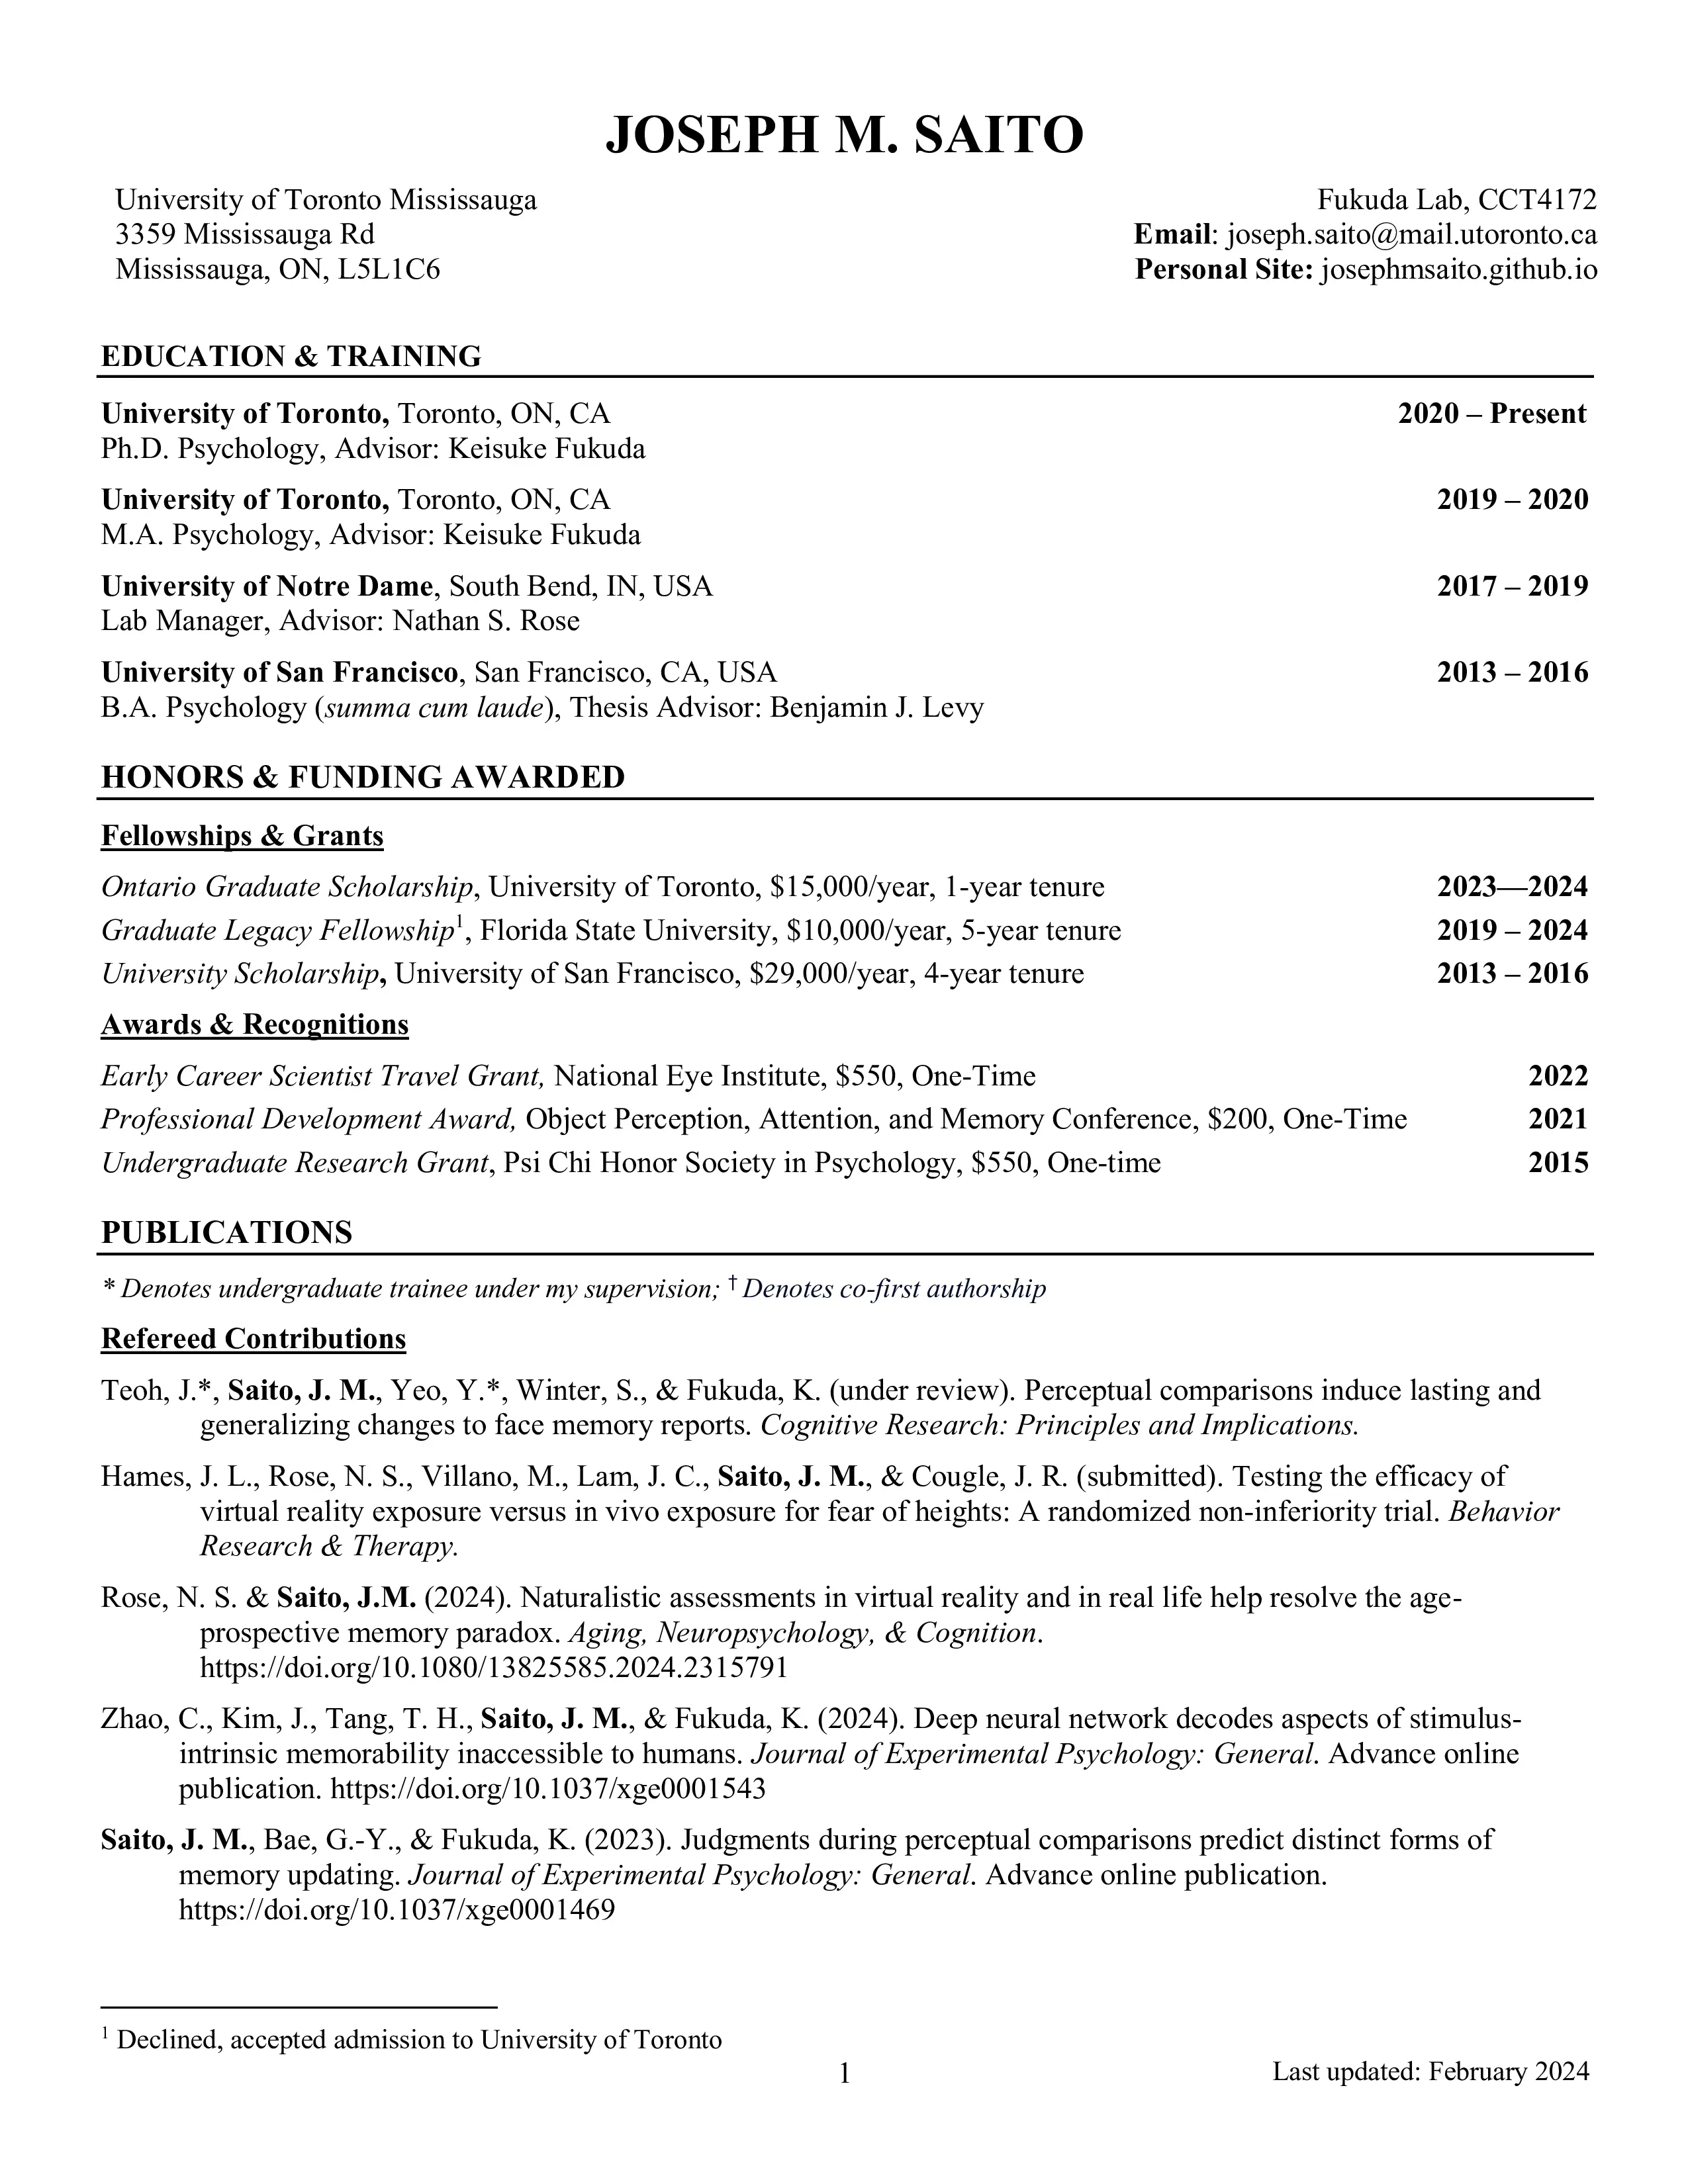 JOSEPH M. SAITO
University of Toronto Mississauga
3359 Mississauga Rd
Mississauga, ON, L5L1C6
Fukuda Lab, CCT4172
Email: joseph.saito@mail.utoronto.ca
Personal Site: josephmsaito.github.io
EDUCATION & TRAINING
University of Toronto, Toronto, ON, CA 2020 – Present
Ph.D. Psychology, Advisor: Keisuke Fukuda
University of Toronto, Toronto, ON, CA 2019 – 2020
M.A. Psychology, Advisor: Keisuke Fukuda
University of Notre Dame, South Bend, IN, USA 2017 – 2019
Lab Manager, Advisor: Nathan S. Rose
University of San Francisco, San Francisco, CA, USA 2013 – 2016
B.A. Psychology (summa cum laude), Thesis Advisor: Benjamin J. Levy
HONORS & FUNDING AWARDED
Fellowships & Grants
Ontario Graduate Scholarship, University of Toronto, $15,000/year, 1-year tenure 2023—2024
Graduate Legacy Fellowship¹, Florida State University, $10,000/year, 5-year tenure 2019 – 2024
University Scholarship, University of San Francisco, $29,000/year, 4-year tenure 2013 – 2016
Awards & Recognitions
Early Career Scientist Travel Grant, National Eye Institute, $550, One-Time 2022
Professional Development Award, Object Perception, Attention, and Memory Conference, $200, One-Time 2021
Undergraduate Research Grant, Psi Chi Honor Society in Psychology, $550, One-time 2015
PUBLICATIONS
* Denotes undergraduate trainee under my supervision; † Denotes co-first authorship
Refereed Contributions
Teoh, J.*, Saito, J. M., Yeo, Y.*, Winter, S., & Fukuda, K. (under review). Perceptual comparisons induce lasting and
generalizing changes to face memory reports. Cognitive Research: Principles and Implications.
Hames, J. L., Rose, N. S., Villano, M., Lam, J. C., Saito, J. M., & Cougle, J. R. (submitted). Testing the efficacy of
virtual reality exposure versus in vivo exposure for fear of heights: A randomized non-inferiority trial. Behavior
Research & Therapy.
Rose, N. S. & Saito, J.M. (2024). Naturalistic assessments in virtual reality and in real life help resolve the age-
prospective memory paradox. Aging, Neuropsychology, & Cognition.
https://doi.org/10.1080/13825585.2024.2315791
Zhao, C., Kim, J., Tang, T. H., Saito, J. M., & Fukuda, K. (2024). Deep neural network decodes aspects of stimulus-
intrinsic memorability inaccessible to humans. Journal of Experimental Psychology: General. Advance online
publication. https://doi.org/10.1037/xge0001543
Saito, J. M., Bae, G.-Y., & Fukuda, K. (2023). Judgments during perceptual comparisons predict distinct forms of
memory updating. Journal of Experimental Psychology: General. Advance online publication.
https://doi.org/10.1037/xge0001469
¹ Declined, accepted admission to University of Toronto
1
Last updated: February 2024